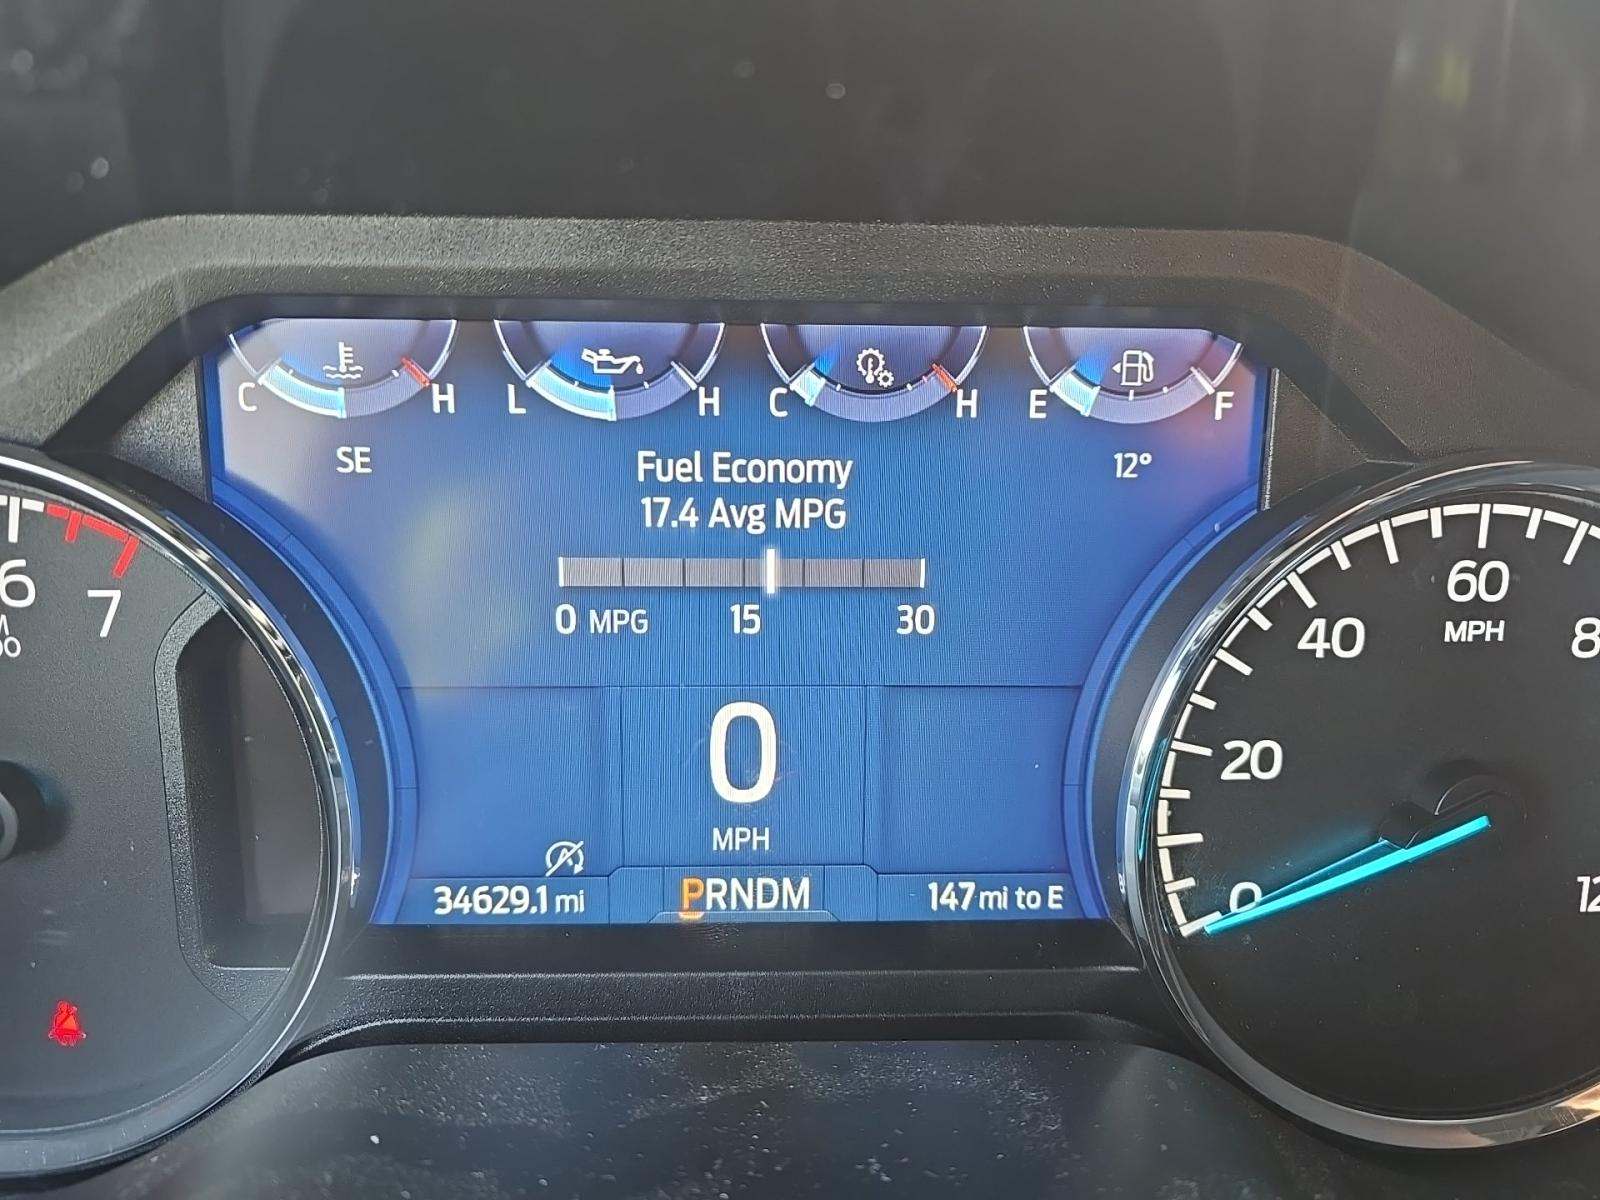 C H L H C H E F
SE
12°
Fuel Economy
17.4 Avg MPG
0 MPG 15 30
6
7
60
MPH
40
20
0
0
MPH
34629.1 mi
PRNDM
147 mi to E